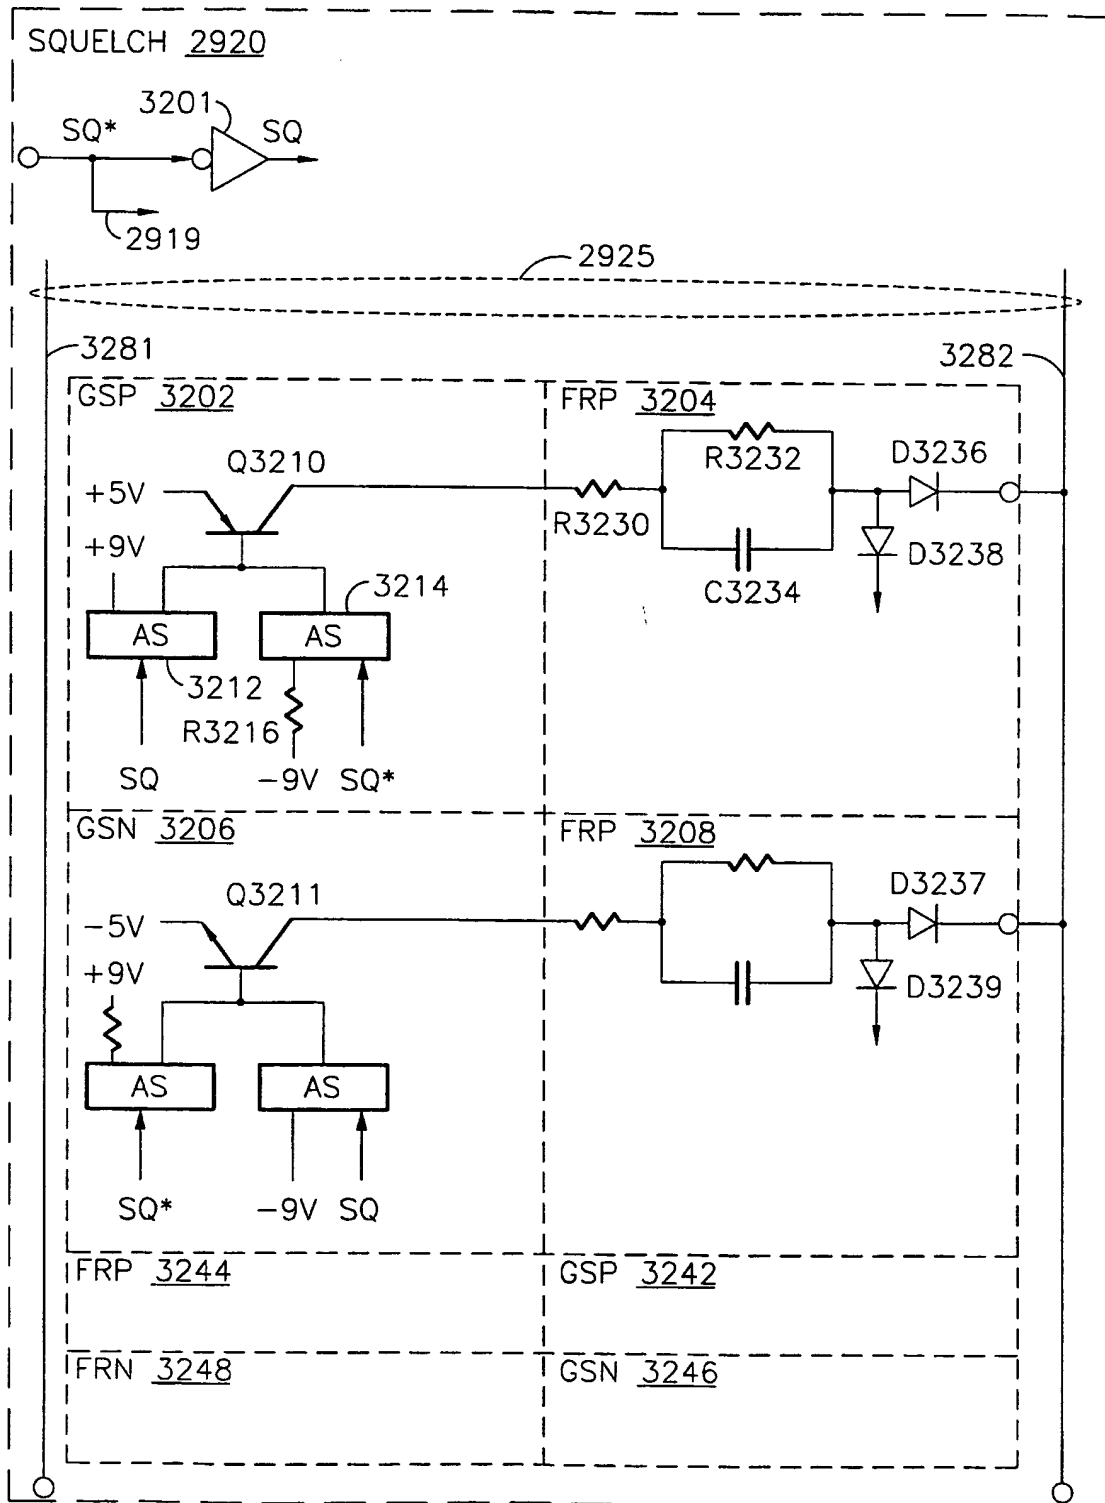 SQUELCH 2920
3201
SQ*
SQ
2919
2925
3281
3282
GSP 3202
FRP 3204
Q3210
+5V
+9V
R3230
R3232
C3234
D3236
D3238
3214
AS
AS
3212
R3216
SQ
-9V
SQ*
GSN 3206
FRP 3208
Q3211
-5V
+9V
D3237
D3239
AS
AS
SQ*
-9V
SQ
FRP 3244
GSP 3242
FRN 3248
GSN 3246